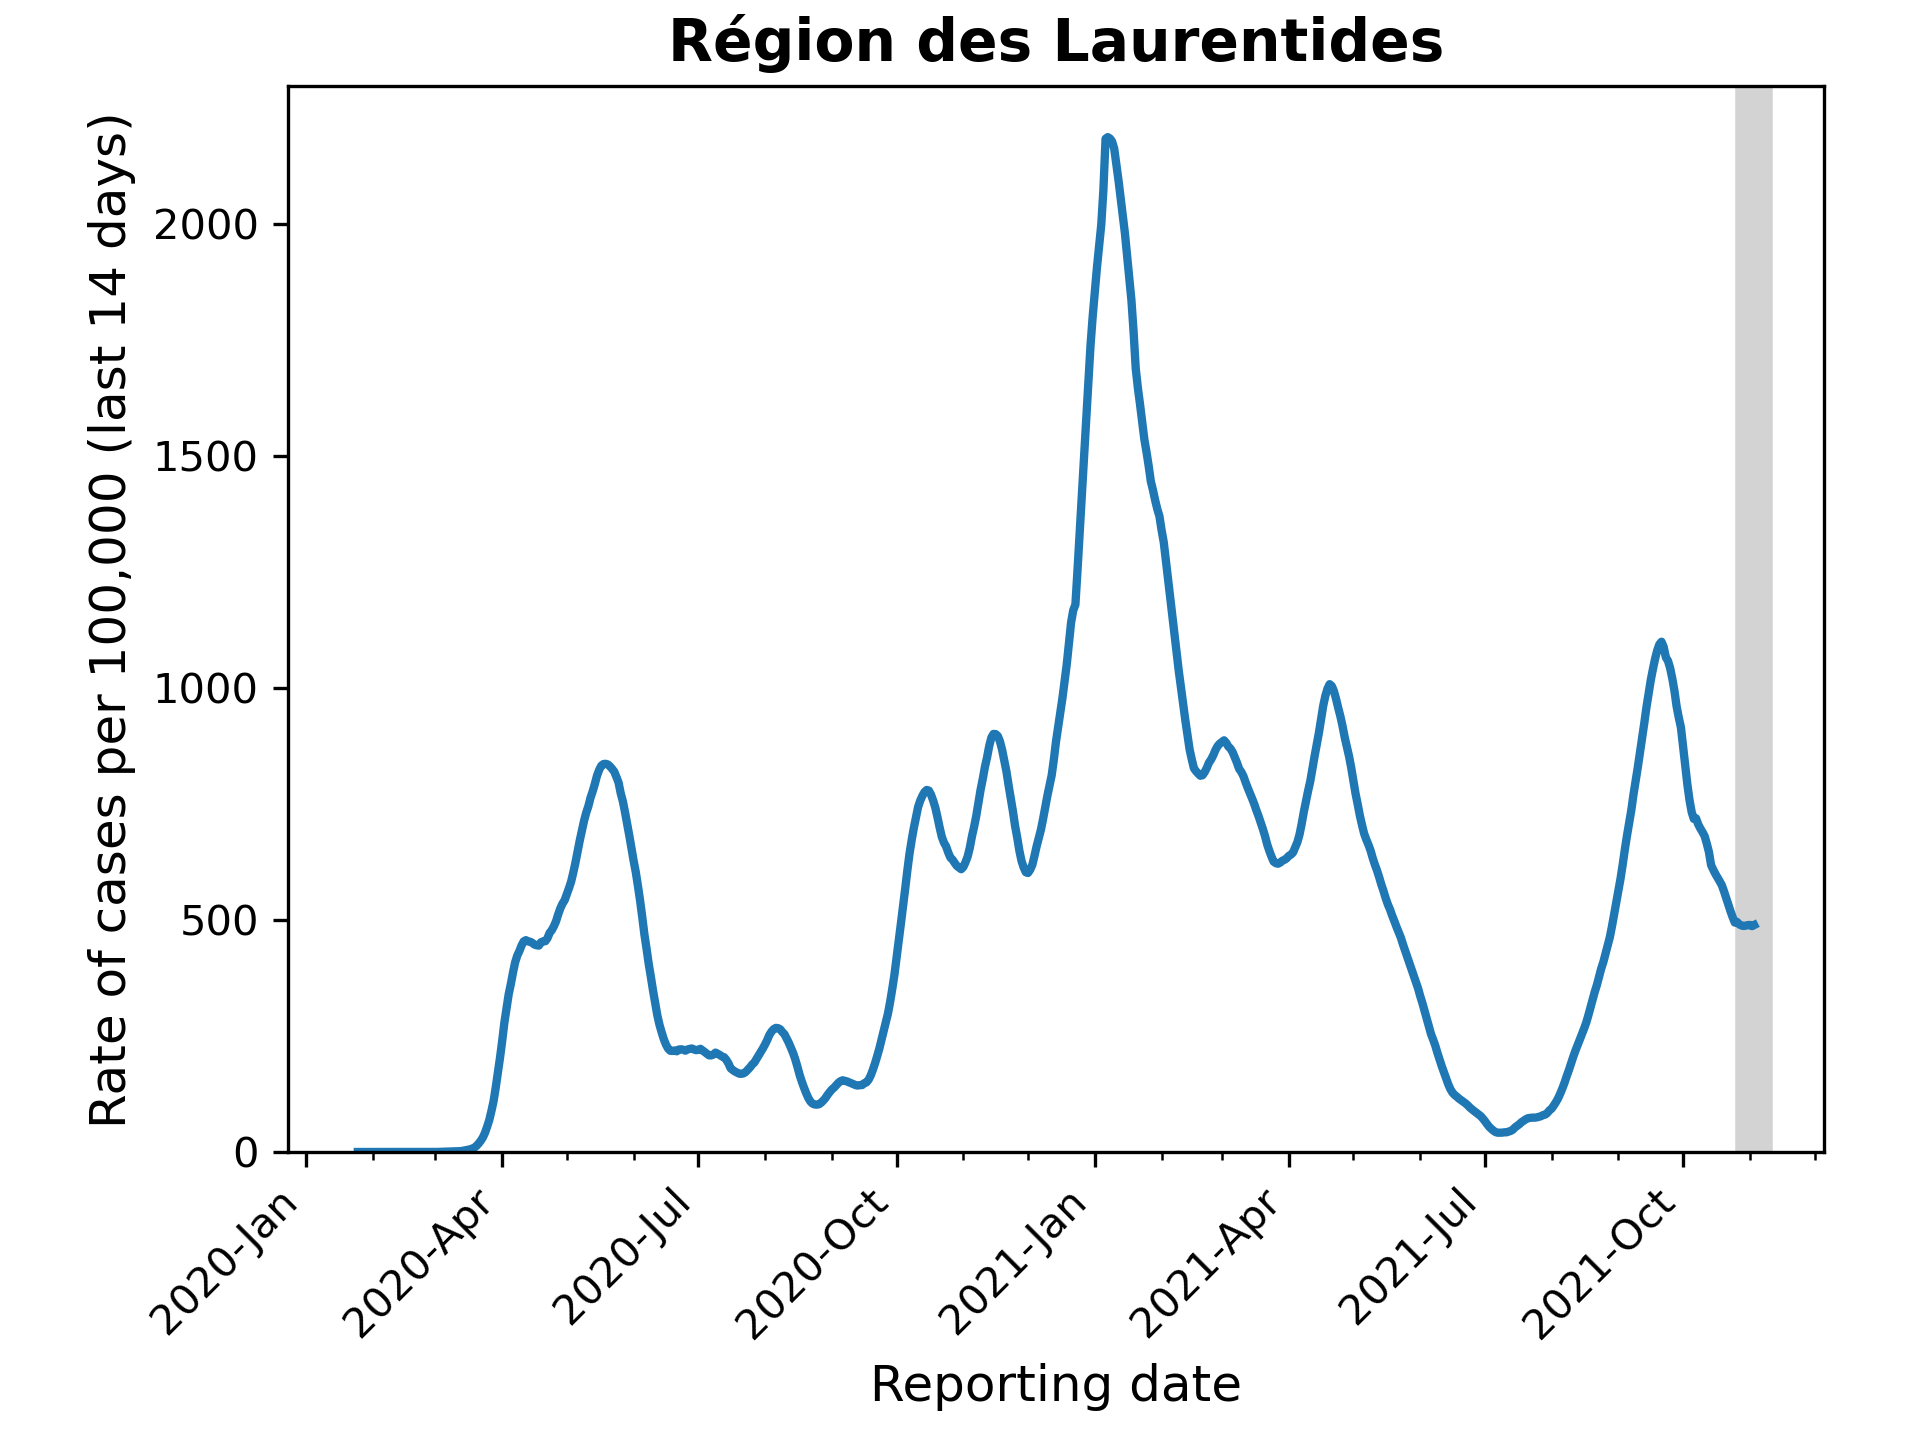 Région des Laurentides
Rate of cases per 100,000 (last 14 days)
2000
1500
1000
500
0
2020-Jan
2020-Apr
2020-Jul
2020-Oct
2021-Jan
2021-Apr
2021-Jul
2021-Oct
Reporting date